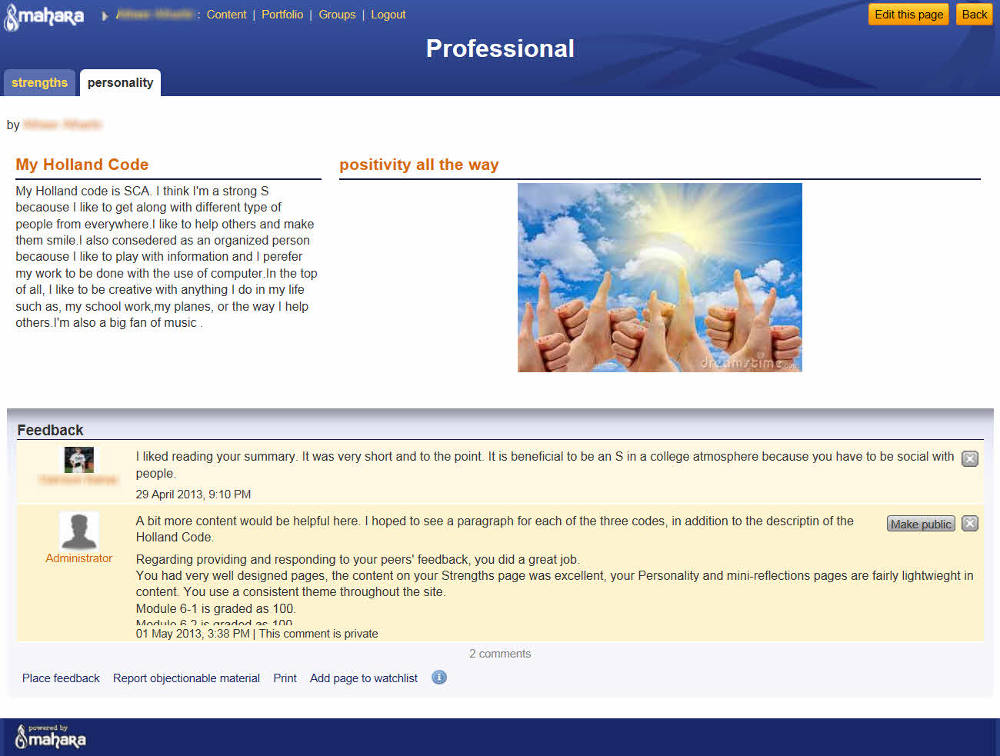 mahara
: Content | Portfolio | Groups | Logout
Edit this page
Back
Professional
strengths
personality
by
My Holland Code
My Holland code is SCA. I think I'm a strong S
becaouse I like to get along with different type of
people from everywhere.I like to help others and make
them smile.I also consedered as an organized person
becaouse I like to play with information and I perefer
my work to be done with the use of computer.In the top
of all, I like to be creative with anything I do in my life
such as, my school work,my planes, or the way I help
others.I'm also a big fan of music .
positivity all the way
dreamstime
Feedback
I liked reading your summary. It was very short and to the point. It is beneficial to be an S in a college atmosphere because you have to be social with
people.
29 April 2013, 9:10 PM
Administrator
A bit more content would be helpful here. I hoped to see a paragraph for each of the three codes, in addition to the descriptin of the
Holland Code.
Make public
Regarding providing and responding to your peers' feedback, you did a great job.
You had very well designed pages, the content on your Strengths page was excellent, your Personality and mini-reflections pages are fairly lightwieght in
content. You use a consistent theme throughout the site.
Module 6-1 is graded as 100.
Module 6-2 is graded as 100
01 May 2013, 3:38 PM | This comment is private
2 comments
Place feedback
Report objectionable material
Print
Add page to watchlist
powered by
mahara